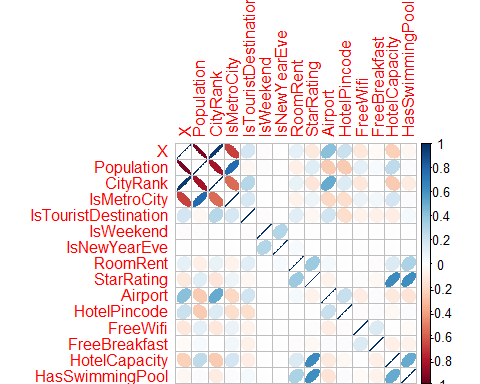 X
Population
CityRank
IsMetroCity
IsTouristDestination
IsWeekend
IsNewYearEve
RoomRent
StarRating
Airport
HotelPincode
FreeWifi
FreeBreakfast
HotelCapacity
HasSwimmingPool
X
Population
CityRank
IsMetroCity
IsTouristDestination
IsWeekend
IsNewYearEve
RoomRent
StarRating
Airport
HotelPincode
FreeWifi
FreeBreakfast
HotelCapacity
HasSwimmingPool
1
0.8
0.6
0.4
0.2
0
-0.2
-0.4
-0.6
-0.8
-1